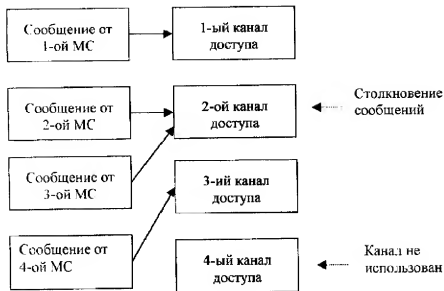 Сообщение от
1-ой МС
1-ый канал
доступа
Сообщение от
2-ой МС
2-ой канал
доступа
Столкновение
сообщений
Сообщение от
3-ой МС
3-ий канал
доступа
Сообщение от
4-ой МС
4-ый канал
доступа
Канал не
использован